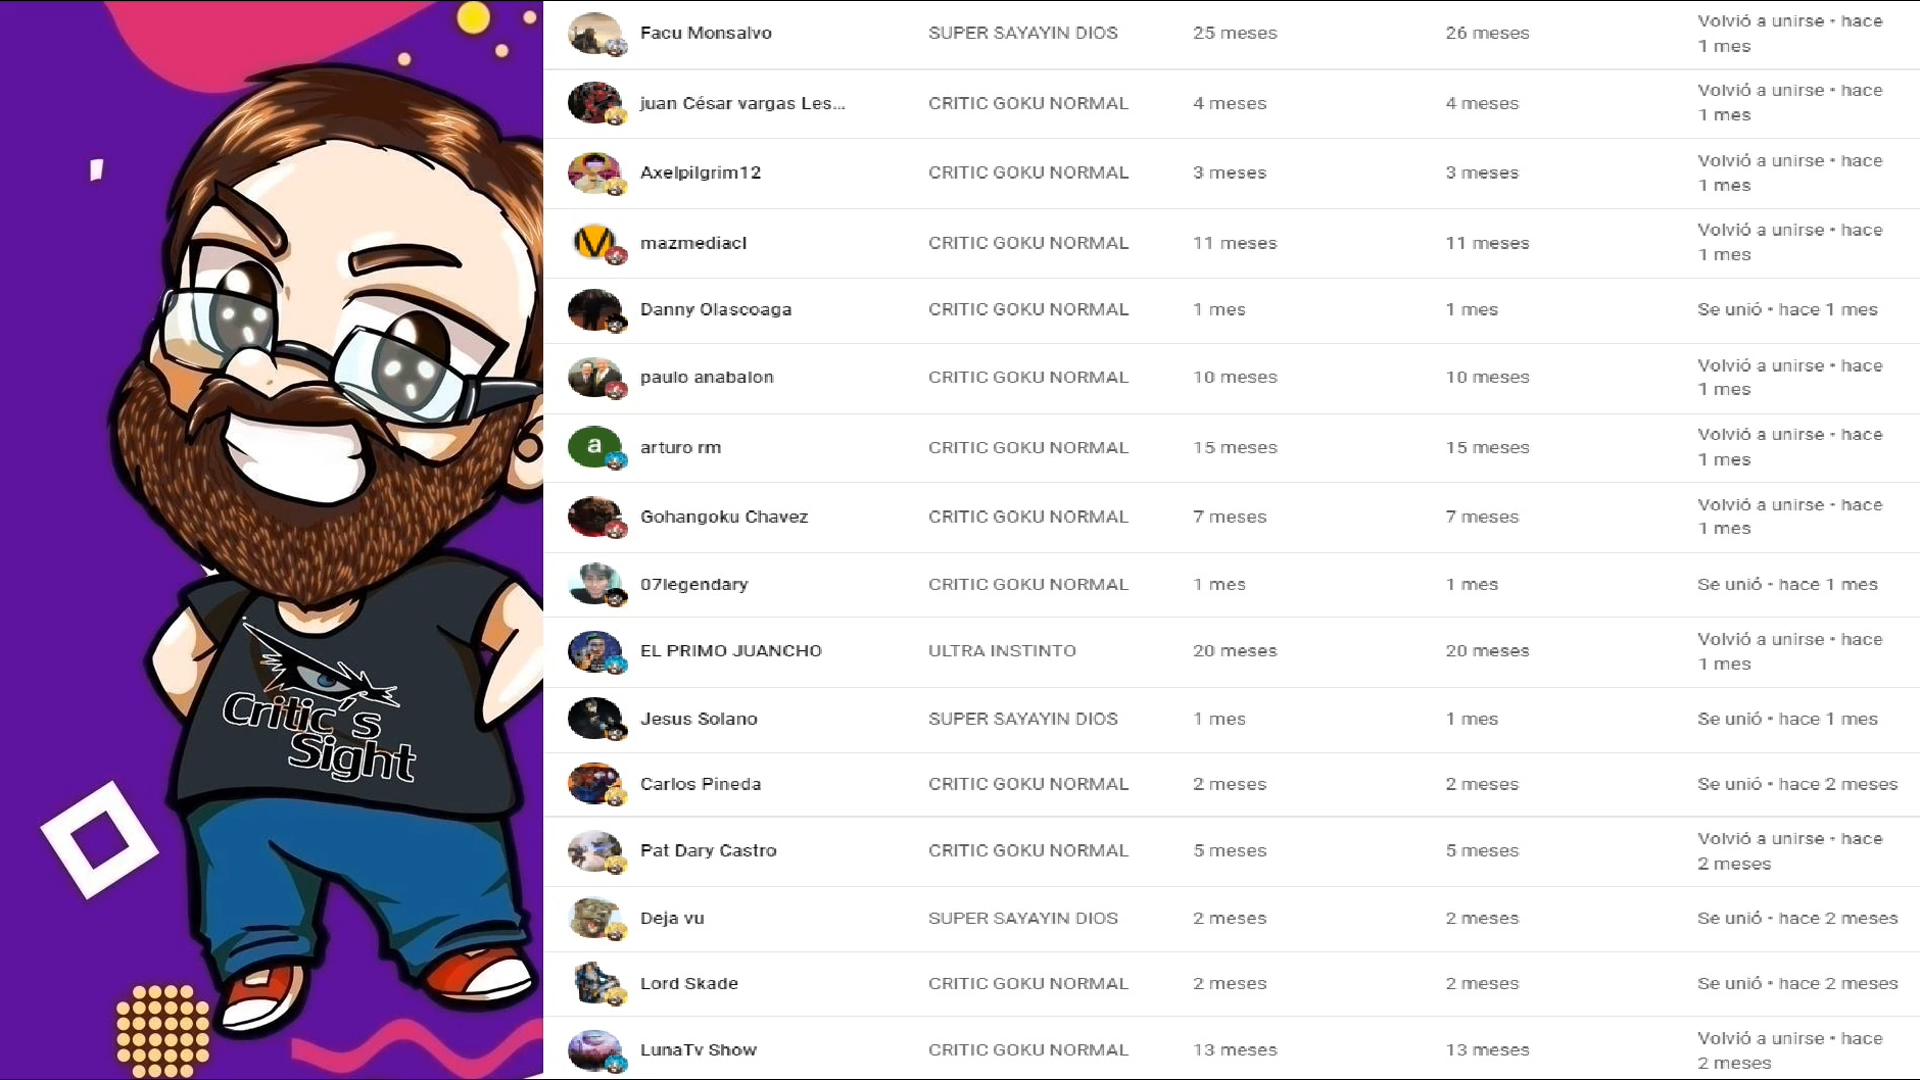 Critic's
Sight
Facu Monsalvo SUPER SAYAYIN DIOS 25 meses 26 meses Volvió a unirse • hace
1 mes
juan César vargas Les... CRITIC GOKU NORMAL 4 meses 4 meses Volvió a unirse • hace
1 mes
Axelpilgrim12 CRITIC GOKU NORMAL 3 meses 3 meses Volvió a unirse • hace
1 mes
mazmediacl CRITIC GOKU NORMAL 11 meses 11 meses Volvió a unirse • hace
1 mes
Danny Olascoaga CRITIC GOKU NORMAL 1 mes 1 mes Se unió • hace 1 mes
paulo anabalon CRITIC GOKU NORMAL 10 meses 10 meses Volvió a unirse • hace
1 mes
a arturo rm CRITIC GOKU NORMAL 15 meses 15 meses Volvió a unirse • hace
1 mes
Gohangoku Chavez CRITIC GOKU NORMAL 7 meses 7 meses Volvió a unirse • hace
1 mes
07legendary CRITIC GOKU NORMAL 1 mes 1 mes Se unió • hace 1 mes
EL PRIMO JUANCHO ULTRA INSTINTO 20 meses 20 meses Volvió a unirse • hace
1 mes
Jesus Solano SUPER SAYAYIN DIOS 1 mes 1 mes Se unió • hace 1 mes
Carlos Pineda CRITIC GOKU NORMAL 2 meses 2 meses Se unió • hace 2 meses
Pat Dary Castro CRITIC GOKU NORMAL 5 meses 5 meses Volvió a unirse • hace
2 meses
Deja vu SUPER SAYAYIN DIOS 2 meses 2 meses Se unió • hace 2 meses
Lord Skade CRITIC GOKU NORMAL 2 meses 2 meses Se unió • hace 2 meses
LunaTv Show CRITIC GOKU NORMAL 13 meses 13 meses Volvió a unirse • hace
2 meses